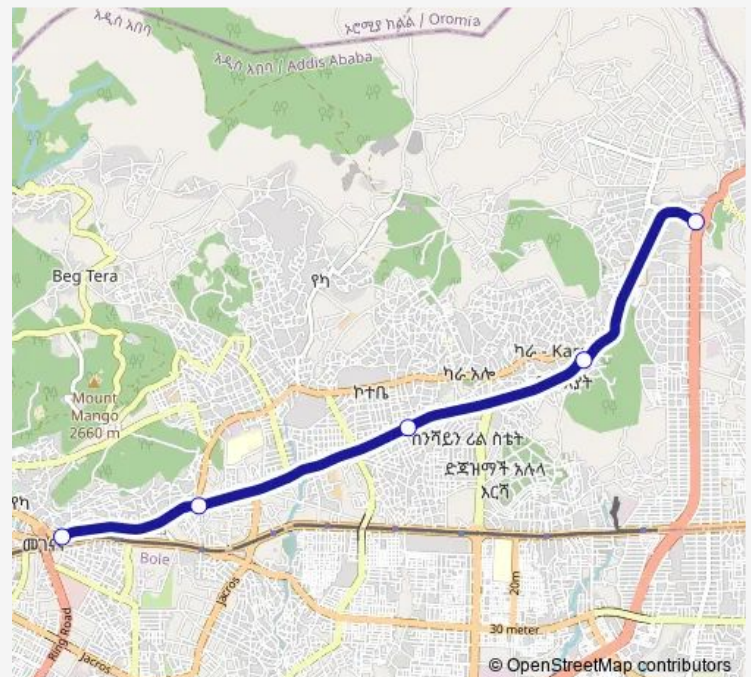 አዲስ አበባ
ኦሮሚያ ክልል / Oromia
አዲስ አበባ / Addis Ababa
Beg Tera
የካ
Mount
Mango
2660 m
ካራ - Kar
ካራ አሎ
ኮተቤ
ሰንሻይን ሪል ስቴት
ድጃዝማች አሉላ
እርሻ
የካ
Bole
Jacros
20m
Ring Road
30 meter
Jacros
© OpenStreetMap contributors